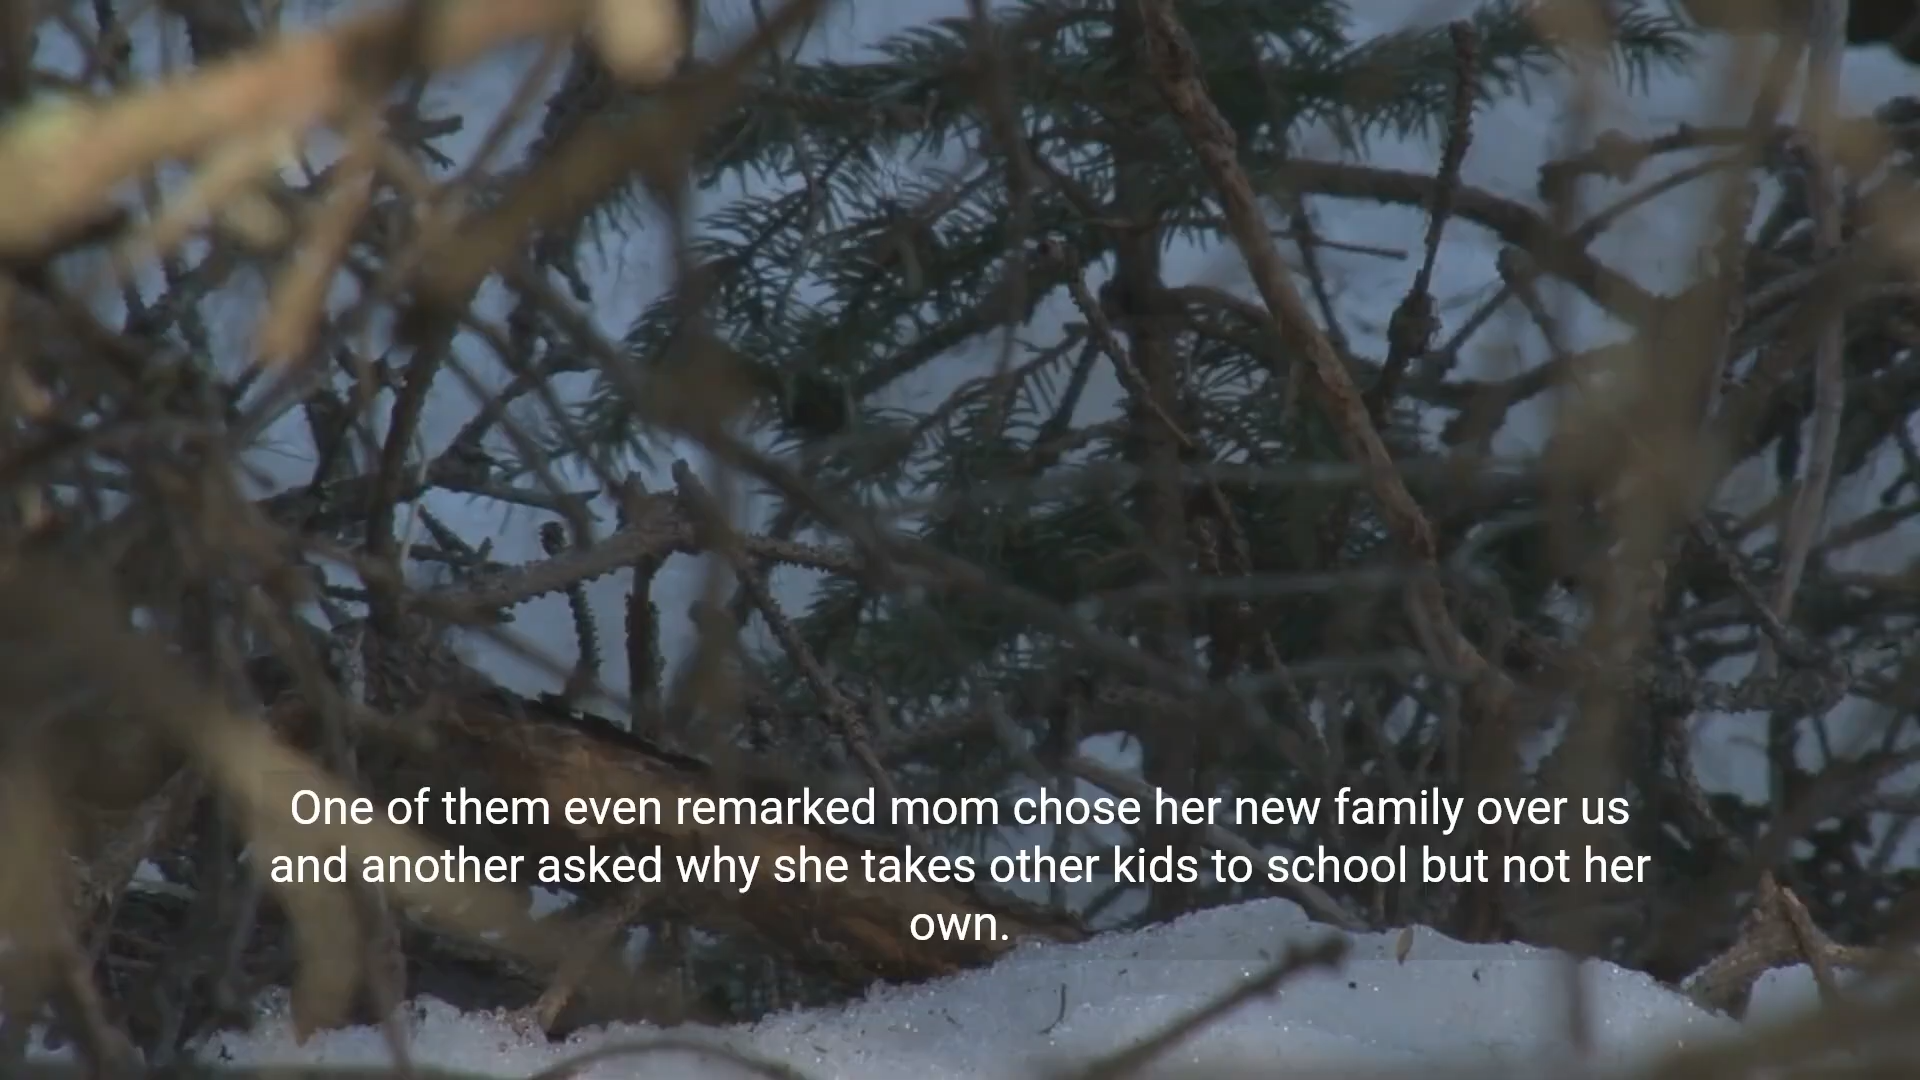 One of them even remarked mom chose her new family over us
and another asked why she takes other kids to school but not her
own.